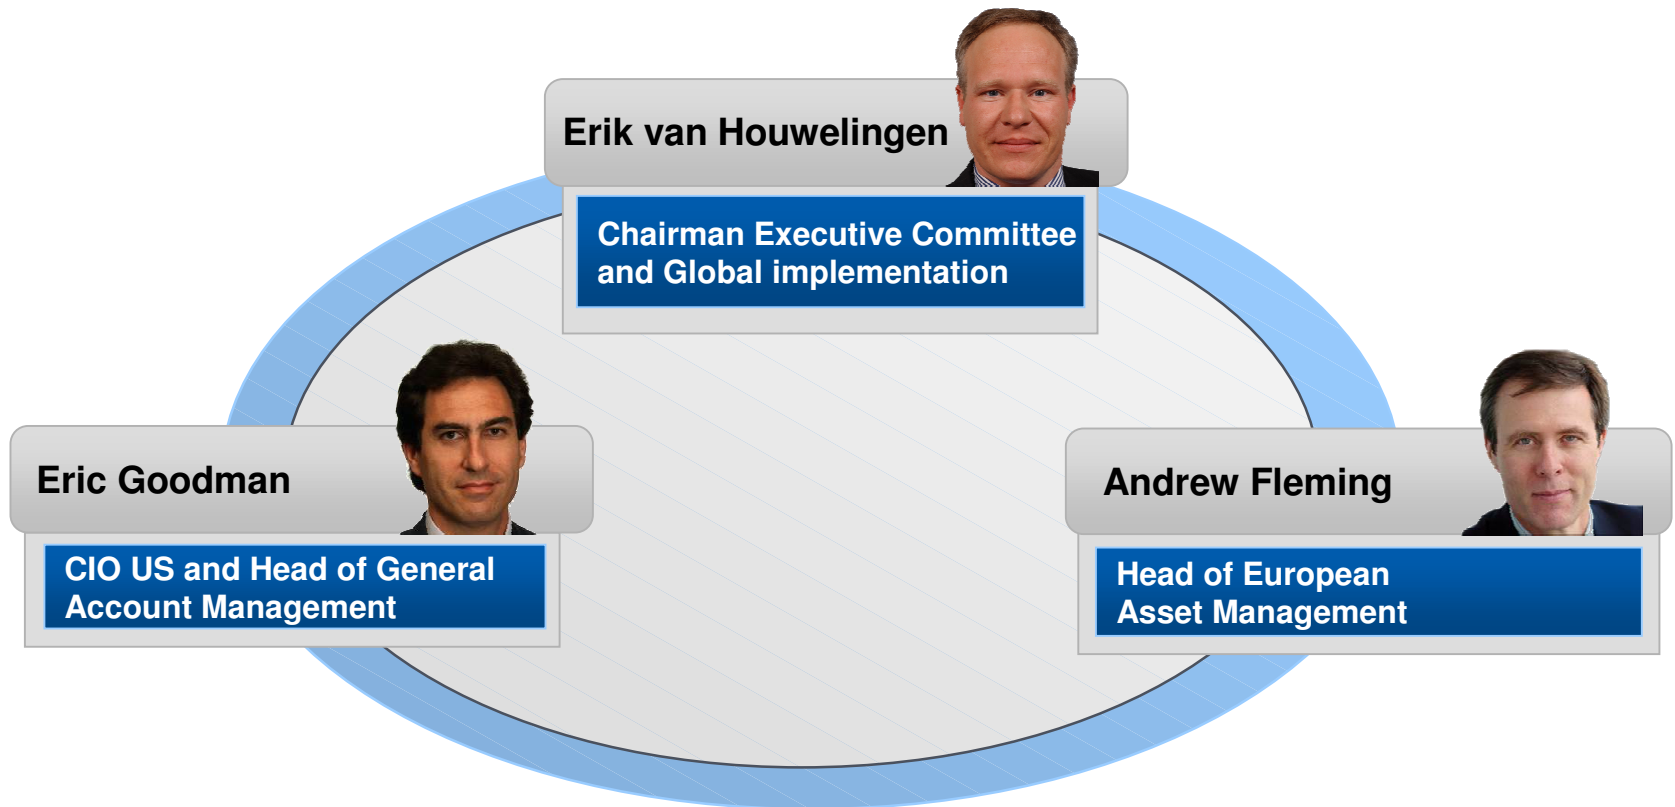 Erik van Houwelingen
Chairman Executive Committee
and Global implementation
Eric Goodman
CIO US and Head of General
Account Management
Andrew Fleming
Head of European
Asset Management